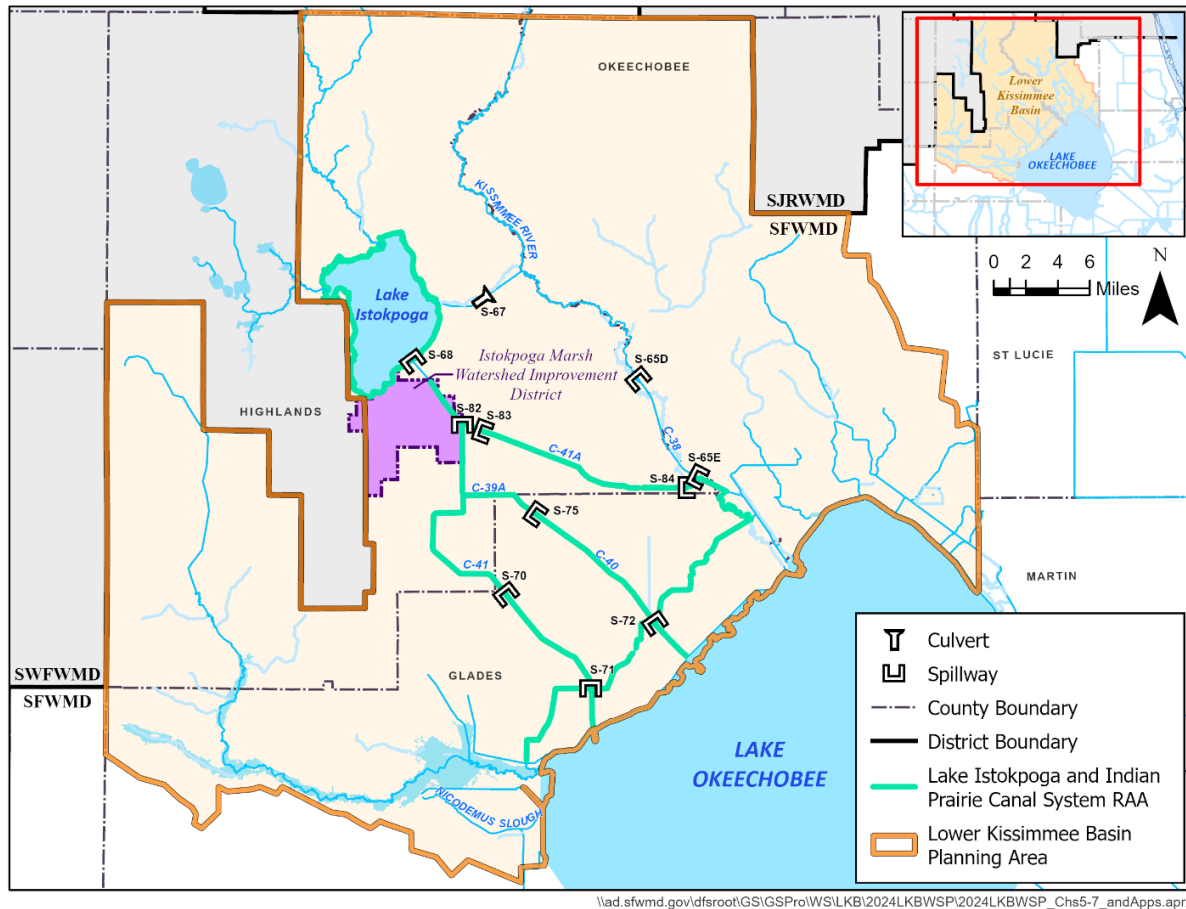 OKEECHOBEE
Lower
Kissimmee
Basin
LAKE
OKEECHOBEE
KISSIMMEE RIVER
SJRWMD
SFWMD
N
0 2 4 6
Miles
Lake
Istokpoga
S-67
ST LUCIE
S-68
Istokpoga Marsh
Watershed Improvement
District
S-65D
HIGHLANDS
S-82
S-83
C-38
C-41A
S-65E
S-84
C-39A
S-75
C-40
C-41
S-70
MARTIN
S-72
SWFWMD
SFWMD
GLADES
S-71
LAKE
OKEECHOBEE
NICODEMUS SLOUGH
Culvert
Spillway
County Boundary
District Boundary
Lake Istokpoga and Indian
Prairie Canal System RAA
Lower Kissimmee Basin
Planning Area
\\ad.sfwmd.gov\dfsroot\GS\GSPro\WS\LKB\2024LKBWSP\2024LKBWSP_Chs5-7_andApps.apr